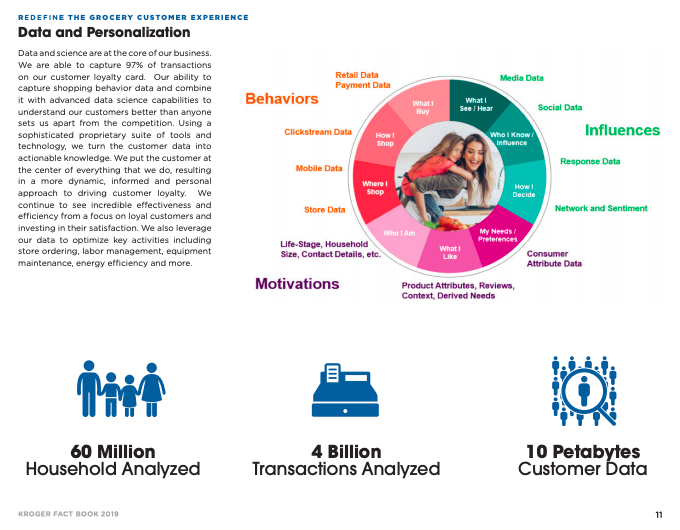 REDEFINE THE GROCERY CUSTOMER EXPERIENCE
Data and Personalization
Data and science are at the core of our business.
We are able to capture 97% of transactions
on our customer loyalty card. Our ability to
capture shopping behavior data and combine
it with advanced data science capabilities to
understand our customers better than anyone
sets us apart from the competition. Using a
sophisticated proprietary suite of tools and
technology, we turn the customer data into
actionable knowledge. We put the customer at
the center of everything that we do, resulting
in a more dynamic, informed and personal
approach to driving customer loyalty. We
continue to see incredible effectiveness and
efficiency from a focus on loyal customers and
investing in their satisfaction. We also leverage
our data to optimize key activities including
store ordering, labor management, equipment
maintenance, energy efficiency and more.
Behaviors
Retail Data
Payment Data
Clickstream Data
Mobile Data
Store Data
What I
Buy
How I
Shop
Where I
Shop
What I
See / Hear
Who I Know /
Influence
How I
Decide
Media Data
Social Data
Influences
Response Data
Network and Sentiment
Who I Am
What I
Like
My Needs /
Preferences
Life-Stage, Household
Size, Contact Details, etc.
Motivations
Product Attributes, Reviews,
Context, Derived Needs
Consumer
Attribute Data
60 Million
Household Analyzed
4 Billion
Transactions Analyzed
10 Petabytes
Customer Data
KROGER FACT BOOK 2019
11